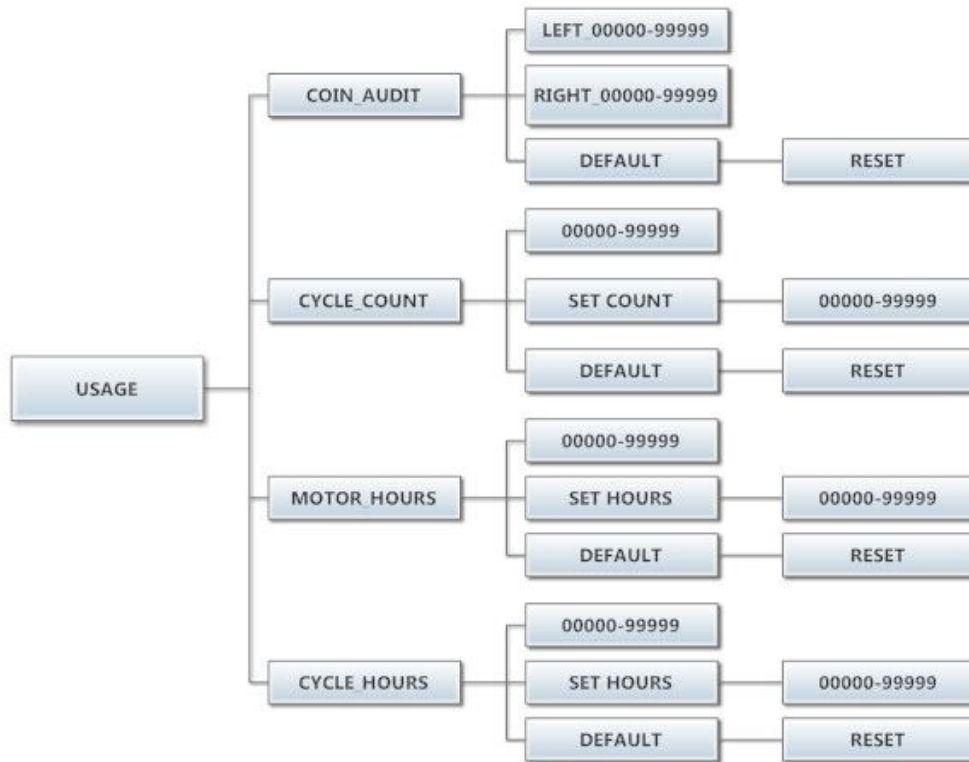 LEFT_00000-99999
COIN_AUDIT
RIGHT_00000-99999
DEFAULT
RESET
00000-99999
CYCLE_COUNT
SET COUNT
00000-99999
DEFAULT
RESET
USAGE
00000-99999
MOTOR_HOURS
SET HOURS
00000-99999
DEFAULT
RESET
00000-99999
CYCLE_HOURS
SET HOURS
00000-99999
DEFAULT
RESET